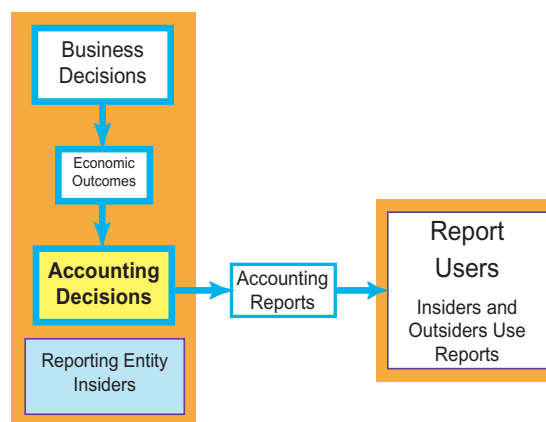 Business
Decisions
Economic
Outcomes
Accounting
Decisions
Reporting Entity
Insiders
Accounting
Reports
Report
Users
Insiders and
Outsiders Use
Reports